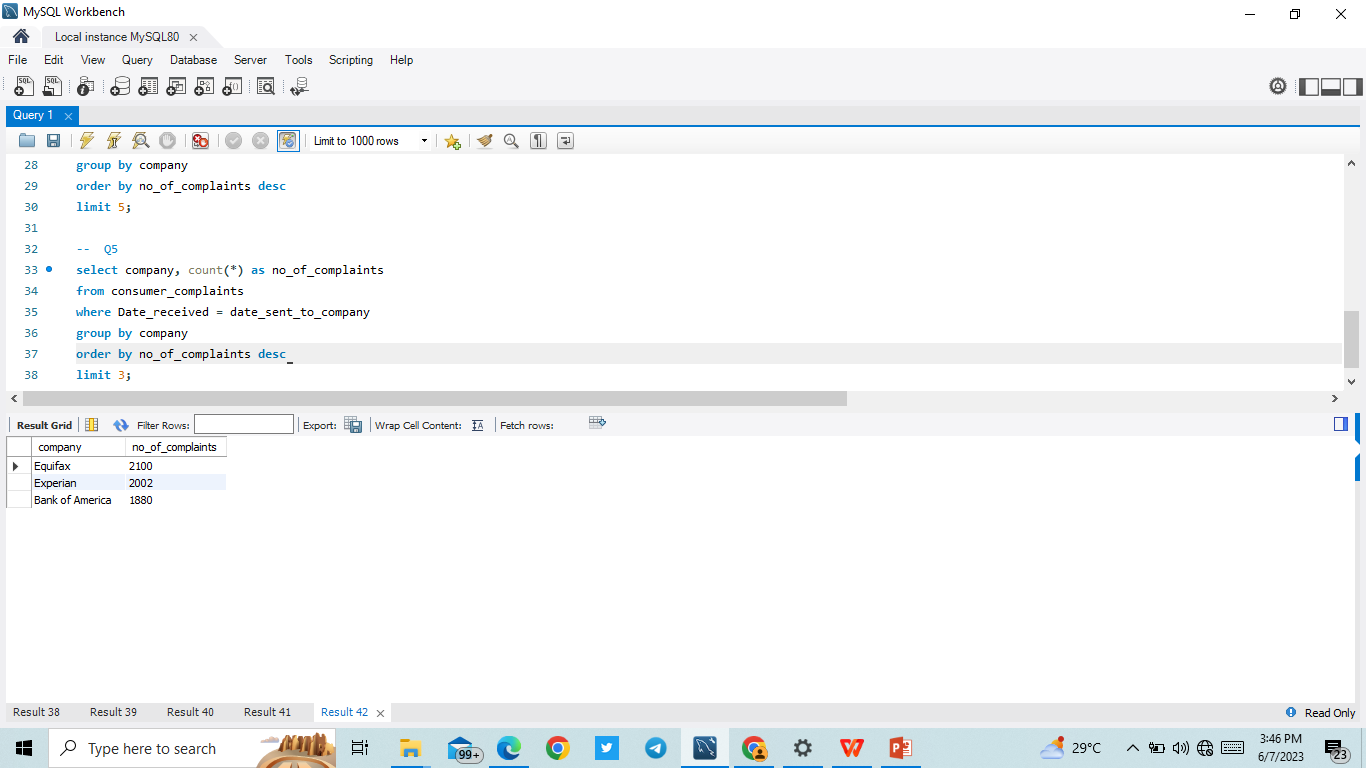 MySQL Workbench
Local instance MySQL80
File Edit View Query Database Server Tools Scripting Help
Query 1
Limit to 1000 rows
28 group by company
29 order by no_of_complaints desc
30 limit 5;
31
32 -- Q5
33 select company, count(*) as no_of_complaints
34 from consumer_complaints
35 where Date_received = date_sent_to_company
36 group by company
37 order by no_of_complaints desc
38 limit 3;
Result Grid Filter Rows: Export: Wrap Cell Content: Fetch rows:
company no_of_complaints
Equifax 2100
Experian 2002
Bank of America 1880
Result 38 Result 39 Result 40 Result 41 Result 42 Read Only
Type here to search 99+ 29°C 3:46 PM
6/7/2023 23